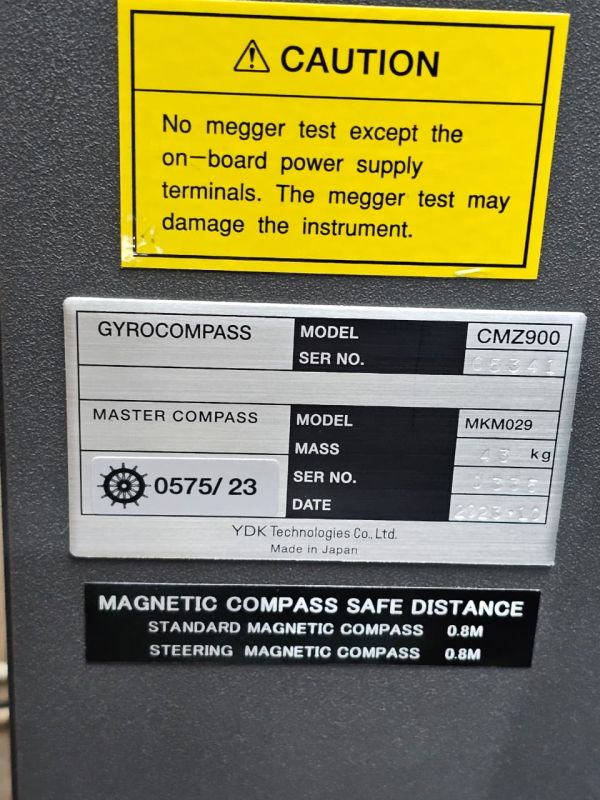 CAUTION
No megger test except the
on-board power supply
terminals. The megger test may
damage the instrument.
GYROCOMPASS MODEL CMZ900
SER NO.
MASTER COMPASS MODEL MKM029
MASS kg
0575/23 SER NO.
DATE 2023·10
YDK Technologies Co., Ltd.
Made in Japan
MAGNETIC COMPASS SAFE DISTANCE
STANDARD MAGNETIC COMPASS 0.8M
STEERING MAGNETIC COMPASS 0.8M